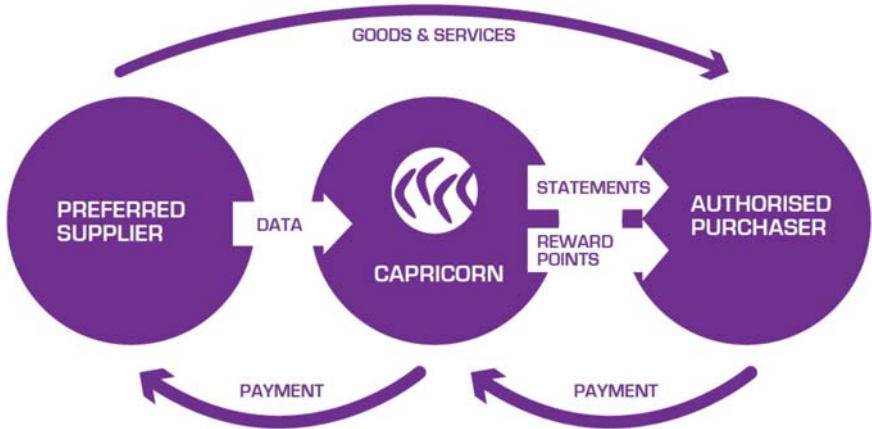 GOODS & SERVICES
PREFERRED
SUPPLIER
DATA
CAPRICORN
STATEMENTS
REWARD
POINTS
AUTHORISED
PURCHASER
PAYMENT
PAYMENT